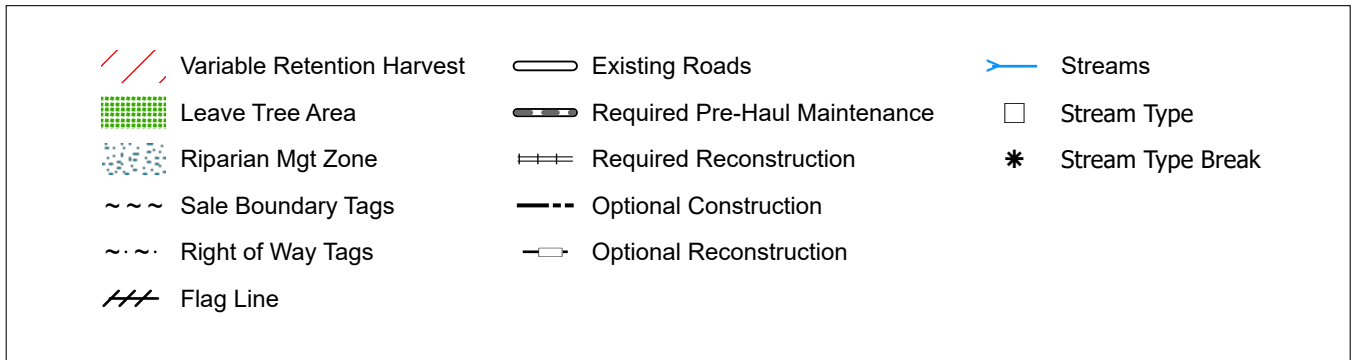 Variable Retention Harvest
Leave Tree Area
Riparian Mgt Zone
Sale Boundary Tags
Right of Way Tags
Flag Line
Existing Roads
Required Pre-Haul Maintenance
Required Reconstruction
Optional Construction
Optional Reconstruction
Streams
Stream Type
Stream Type Break